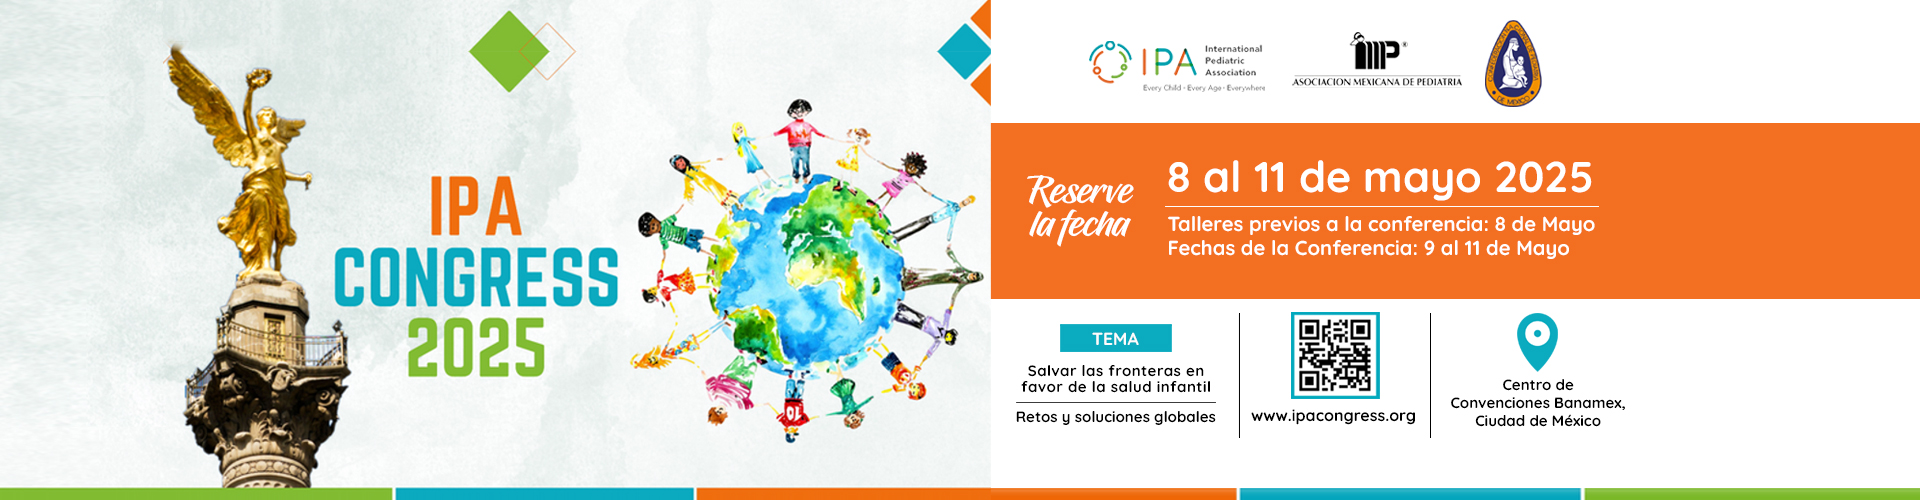 IPA
CONGRESS
2025
IPA
International
Pediatric
Association
Every Child - Every Age - Everywhere
ASOCIACION MEXICANA DE PEDIATRIA
DE MÉXICO
Reserve
la fecha
8 al 11 de mayo 2025
Talleres previos a la conferencia: 8 de Mayo
Fechas de la Conferencia: 9 al 11 de Mayo
TEMA
Salvar las fronteras en
favor de la salud infantil
Retos y soluciones globales
www.ipacongress.org
Centro de
Convenciones Banamex,
Ciudad de México
10